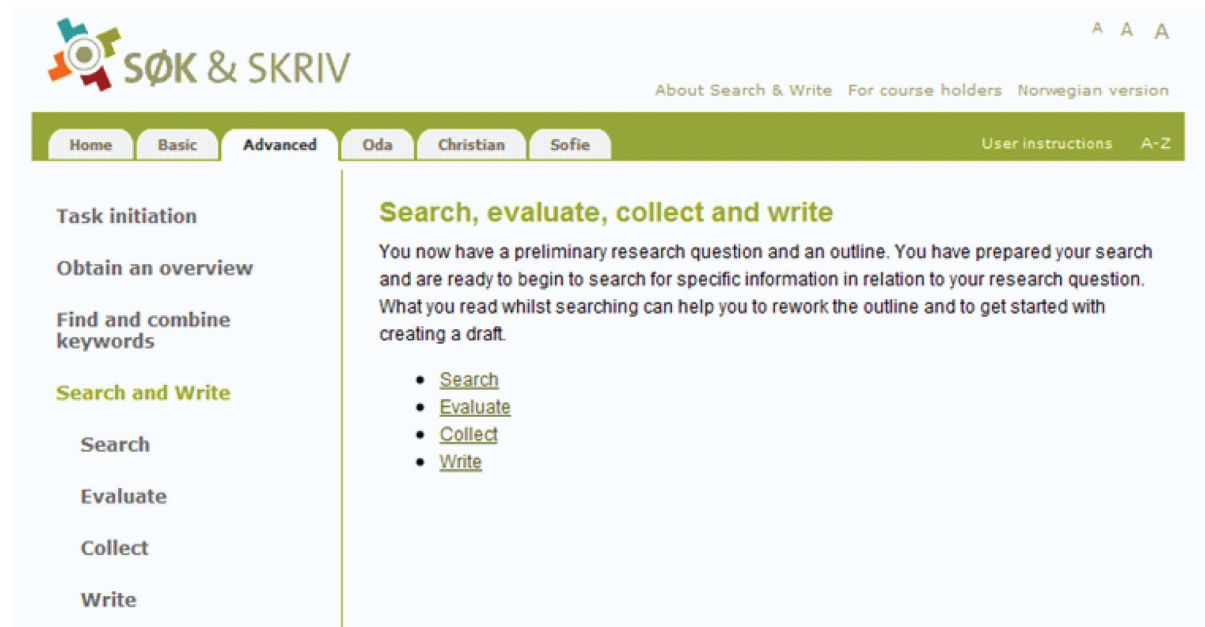 A A A
SØK & SKRIV
About Search & Write For course holders Norwegian version
Home Basic Advanced Oda Christian Sofie User instructions A-Z
Task initiation
Obtain an overview
Find and combine
keywords
Search and Write
Search
Evaluate
Collect
Write
Search, evaluate, collect and write
You now have a preliminary research question and an outline. You have prepared your search
and are ready to begin to search for specific information in relation to your research question.
What you read whilst searching can help you to rework the outline and to get started with
creating a draft.
• Search
• Evaluate
• Collect
• Write